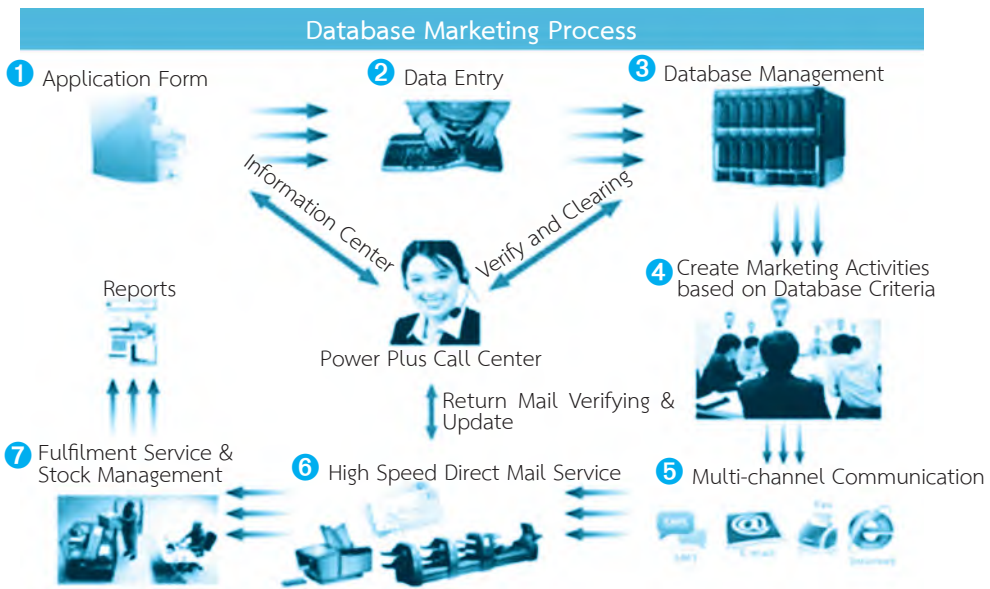 Database Marketing Process
1 Application Form
2 Data Entry
3 Database Management
Information Center
Verify and Clearing
4 Create Marketing Activities
based on Database Criteria
Reports
Power Plus Call Center
Return Mail Verifying &
Update
7 Fulfilment Service &
Stock Management
6 High Speed Direct Mail Service
5 Multi-channel Communication
SMS
@
E-mail
Fax
Internet